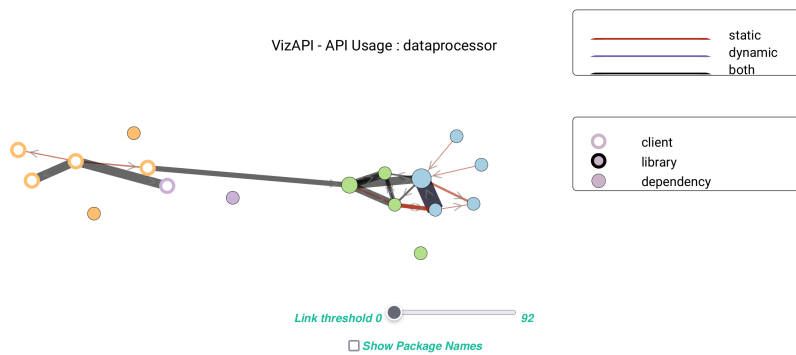 VizAPI - API Usage : dataprocessor
static
dynamic
both
client
library
dependency
Link threshold 0 92
Show Package Names